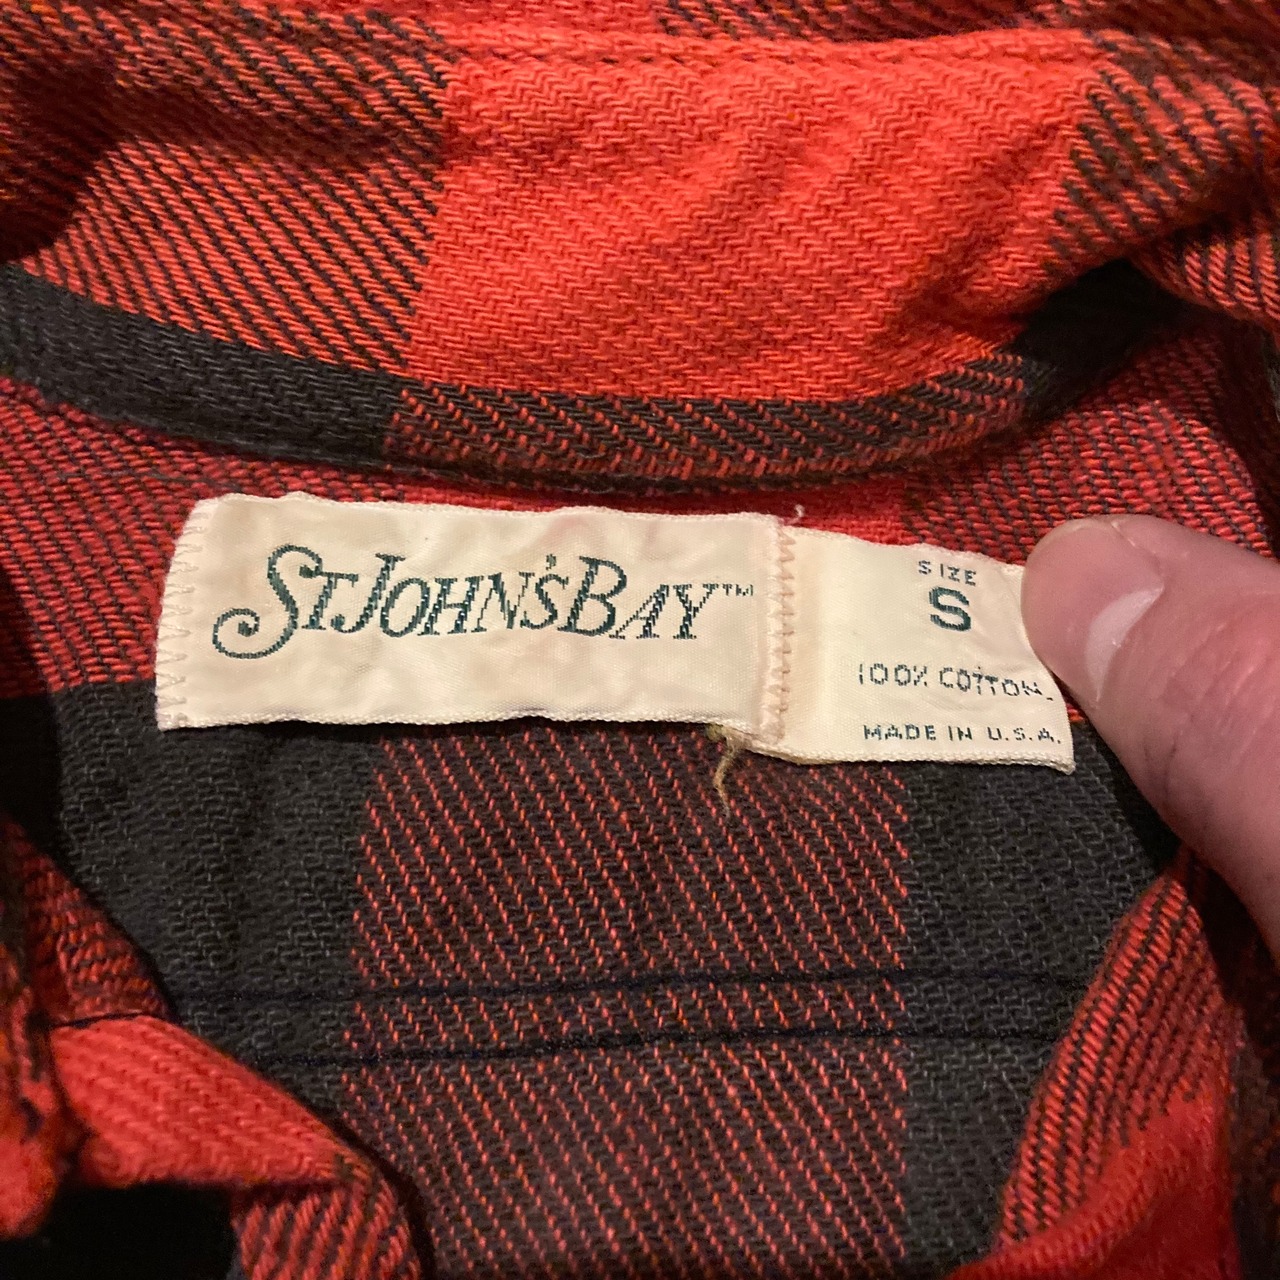 ST JOHN'S BAY™
SIZE
S
100% COTTON
MADE IN U.S.A.